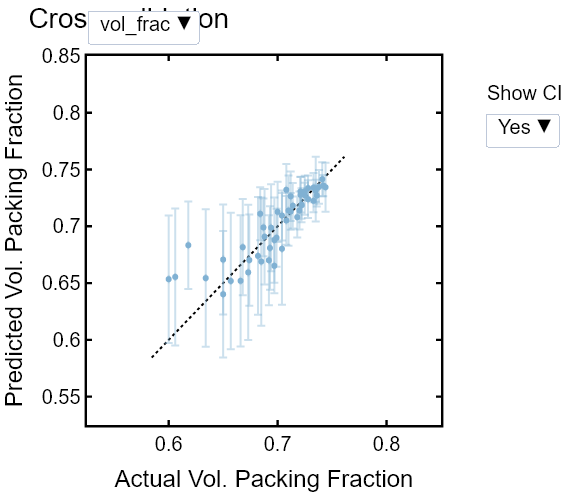 vol_frac ▼
Show CI
Yes ▼
Predicted Vol. Packing Fraction
0.85
0.8
0.75
0.7
0.65
0.6
0.55
0.6 0.7 0.8
Actual Vol. Packing Fraction